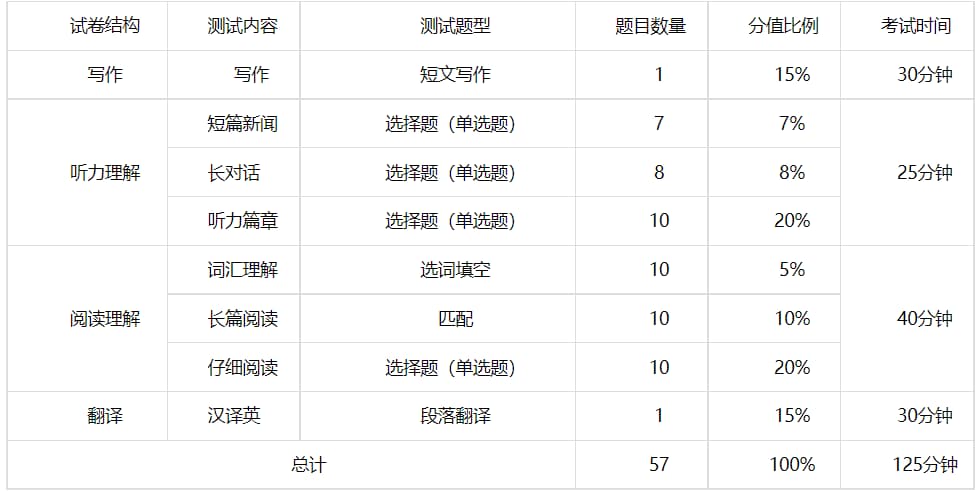 试卷结构 测试内容 测试题型 题目数量 分值比例 考试时间
写作 写作 短文写作 1 15% 30分钟
短篇新闻 选择题（单选题） 7 7%
听力理解 长对话 选择题（单选题） 8 8% 25分钟
听力篇章 选择题（单选题） 10 20%
词汇理解 选词填空 10 5%
阅读理解 长篇阅读 匹配 10 10% 40分钟
仔细阅读 选择题（单选题） 10 20%
翻译 汉译英 段落翻译 1 15% 30分钟
总计 57 100% 125分钟